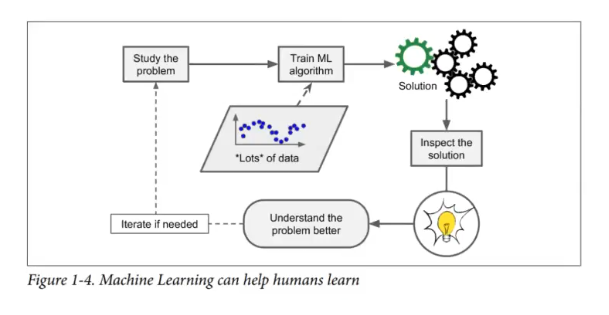 Study the
problem
Train ML
algorithm
Solution
*Lots* of data
Inspect the
solution
Understand the
problem better
Iterate if needed
Figure 1-4. Machine Learning can help humans learn